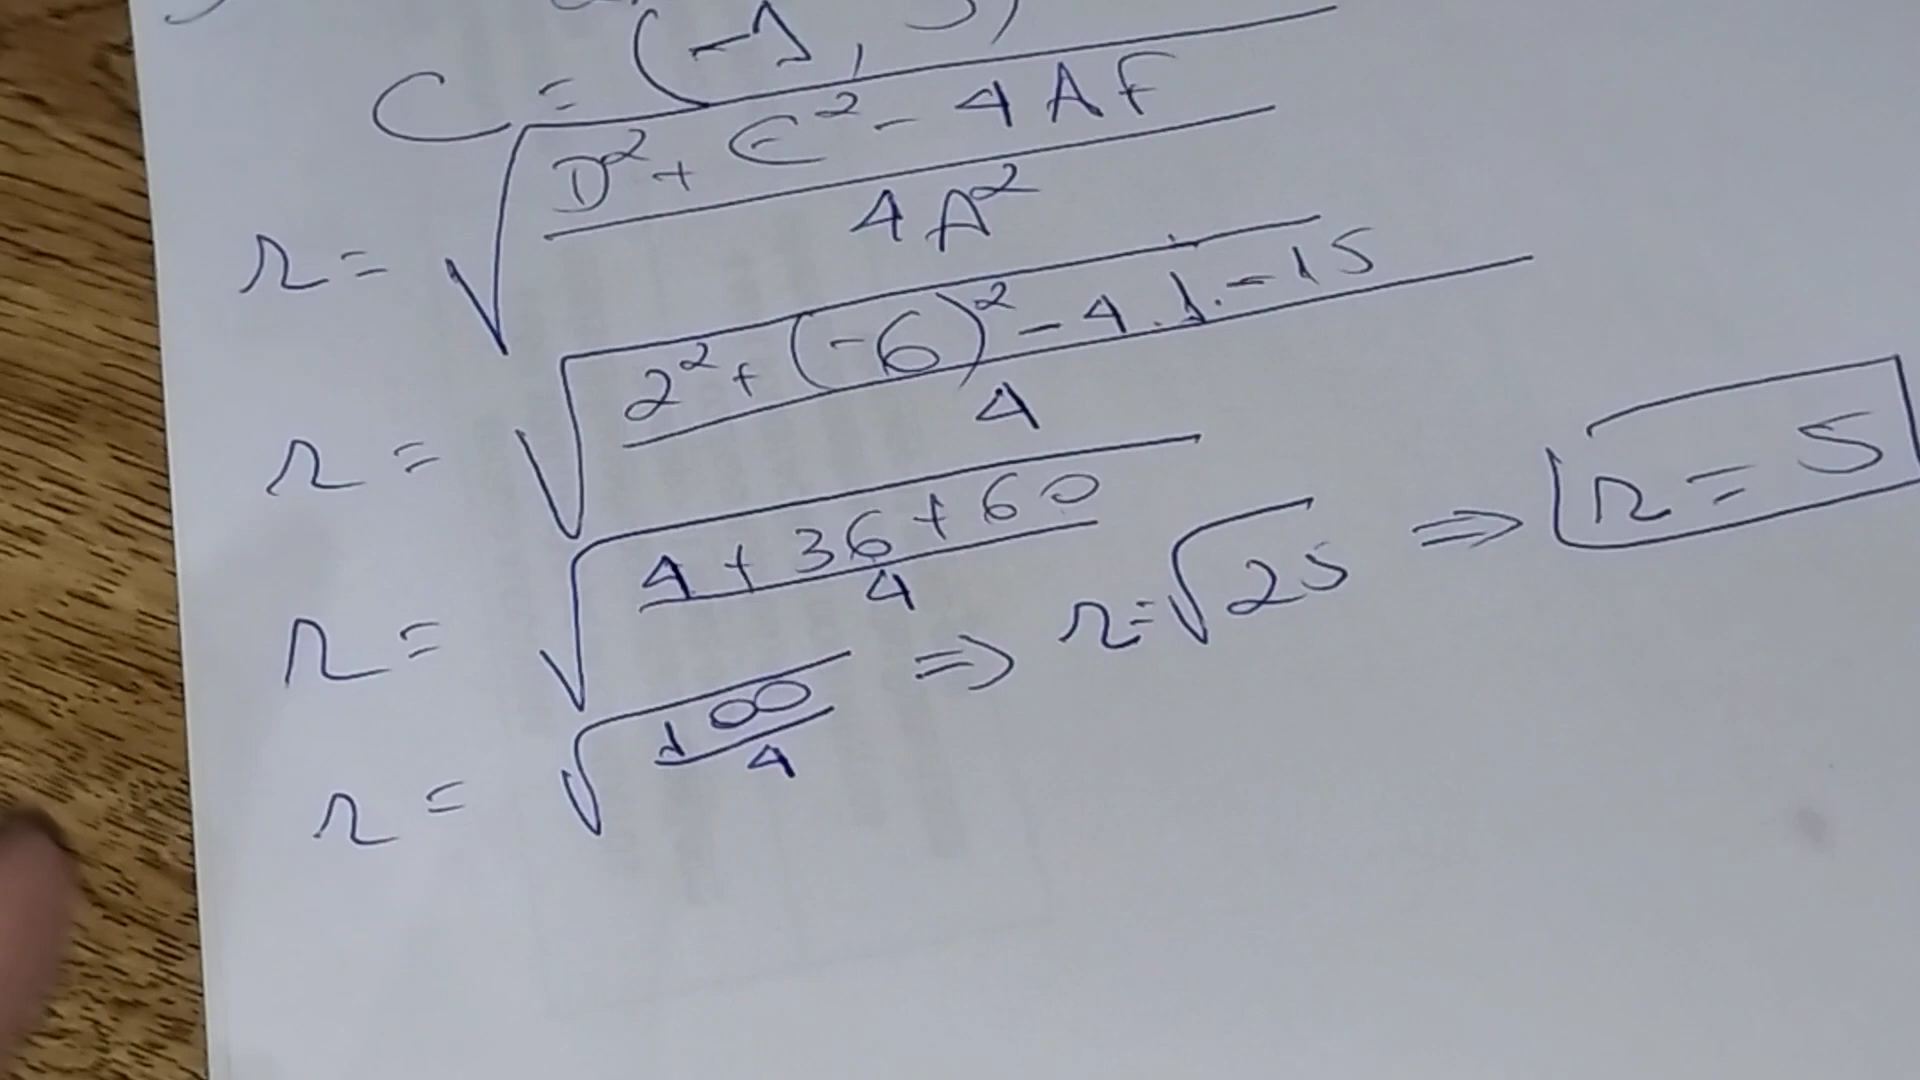 C = (-1, 3)
r = √((D² + E² - 4AF) / (4A²))
r = √((2² + (-6)² - 4.1.-15) / 4)
r = √((4 + 36 + 60) / 4)
r = √(100 / 4) ⇒ r = √25 ⇒ r = 5